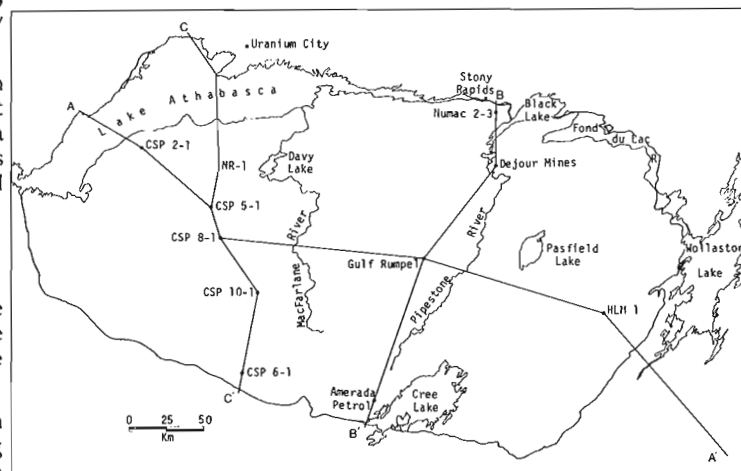 C
Uranium City
Stony
Rapids
B
Black
Lake
A
Lake Athabasca
Numac 2-3
Fond
du Lac
R
CSP 2-1
Davy
Lake
NR-1
Dejour Mines
CSP 5-1
River
River
CSP 8-1
Pasfield
Lake
Wollaston
Lake
Gulf Rumpel
CSP 10-1
MacFarlane
Pipestone
HLM 1
CSP 6-1
C'
Amerada
Petrol
Cree
Lake
0 25 50
Km
B'
A'